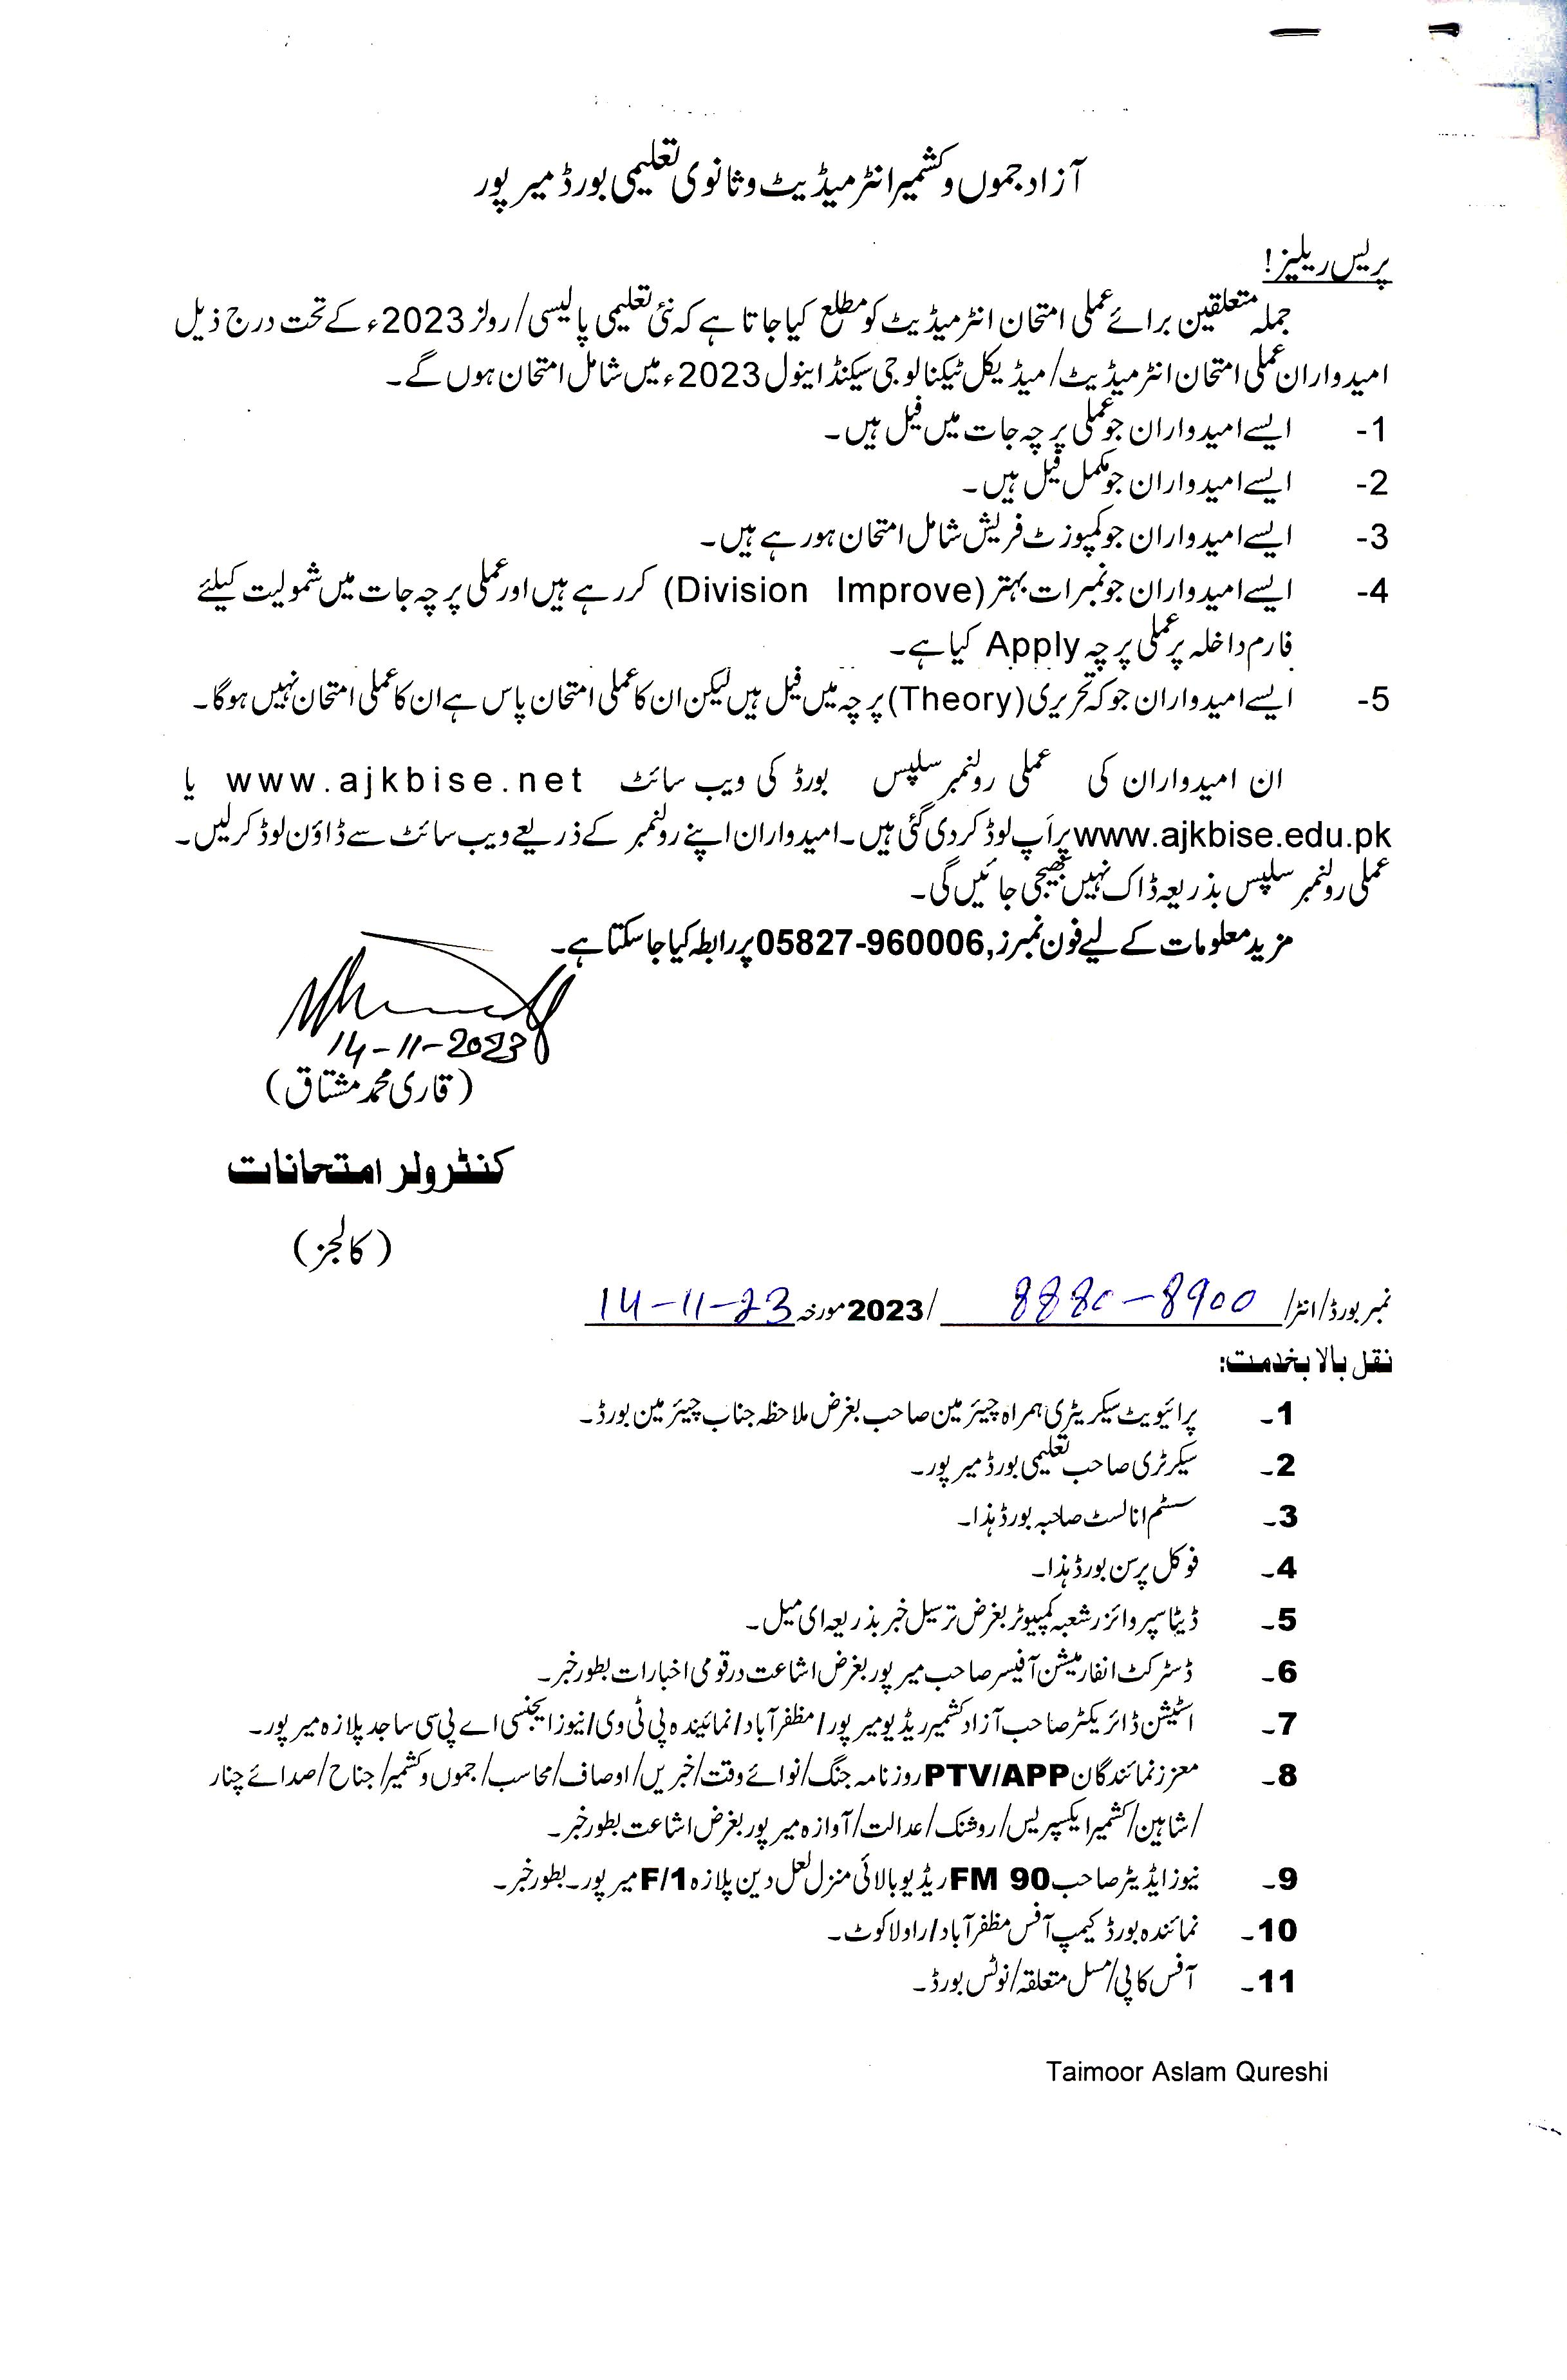 آزاد جموں و کشمیر انٹرمیڈیٹ و ثانوی تعلیمی بورڈ میرپور
پریس ریلیز!
جملہ متعلقین برائے عملی امتحان انٹرمیڈیٹ کو مطلع کیا جاتا ہے کہ نئی تعلیمی پالیسی/رولز 2023ء کے تحت درج ذیل
امیدواران عملی امتحان انٹرمیڈیٹ/میڈیکل ٹیکنالوجی سیکنڈ اینول 2023ء میں شامل امتحان ہوں گے۔
1- ایسے امیدواران جو عملی پرچہ جات میں فیل ہیں۔
2- ایسے امیدواران جو مکمل فیل ہیں۔
3- ایسے امیدواران جو کمپوزٹ فریش شامل امتحان ہو رہے ہیں۔
4- ایسے امیدواران جو نمبرات بہتر (Division Improve) کر رہے ہیں اور عملی پرچہ جات میں شمولیت کیلئے
فارم داخلہ پر عملی پرچہ Apply کیا ہے۔
5- ایسے امیدواران جو کہ تحریری (Theory) پرچہ میں فیل ہیں لیکن ان کا عملی امتحان پاس ہے ان کا عملی امتحان نہیں ہوگا۔
ان امیدواران کی عملی رولنمبر سلپس بورڈ کی ویب سائٹ www.ajkbise.net یا
www.ajkbise.edu.pk پر اَپ لوڈ کر دی گئی ہیں۔ امیدواران اپنے رولنمبر کے ذریعے ویب سائٹ سے ڈاؤن لوڈ کر لیں۔
عملی رولنمبر سلپس بذریعہ ڈاک نہیں بھیجی جائیں گی۔
مزید معلومات کے لیے فون نمبرز, 05827-960006 پر رابطہ کیا جا سکتا ہے۔
14-11-2023
(قاری محمد مشتاق)
کنٹرولر امتحانات
(کالجز)
نمبر بورڈ/انٹر/ 8880-8900 /2023 مورخہ 14-11-23
نقل بالا بخدمت:
1۔ پرائیویٹ سیکریٹری ہمراہ چیئرمین صاحب بغرض ملاحظہ جناب چیئرمین بورڈ۔
2۔ سیکرٹری صاحب تعلیمی بورڈ میرپور۔
3۔ سسٹم انالسٹ صاحبہ بورڈ ہذا۔
4۔ فوکل پرسن بورڈ ہذا۔
5۔ ڈیٹا سپروائزر شعبہ کمپیوٹر بغرض ترسیل خبر بذریعہ ای میل۔
6۔ ڈسٹرکٹ انفارمیشن آفیسر صاحب میرپور بغرض اشاعت در قومی اخبارات بطور خبر۔
7۔ اسٹیشن ڈائریکٹر صاحب آزاد کشمیر ریڈیو میرپور/مظفرآباد/نمائیندہ پی ٹی وی/نیوز ایجنسی اے پی سی ساجد پلازہ میرپور۔
8۔ معزز نمائندگان PTV/APP روزنامہ جنگ/نوائے وقت/خبریں/اوصاف/محاسب/جموں و کشمیر/جناح/صدائے چنار
/شاہین/کشمیر ایکسپریس/روشنک/عدالت/آوازہ میرپور بغرض اشاعت بطور خبر۔
9۔ نیوز ایڈیٹر صاحب FM 90 ریڈیو بالائی منزل لعل دین پلازہ F/1 میرپور۔ بطور خبر۔
10۔ نمائندہ بورڈ کیمپ آفس مظفرآباد/راولاکوٹ۔
11۔ آفس کاپی/مسل متعلقہ/نوٹس بورڈ۔
Taimoor Aslam Qureshi